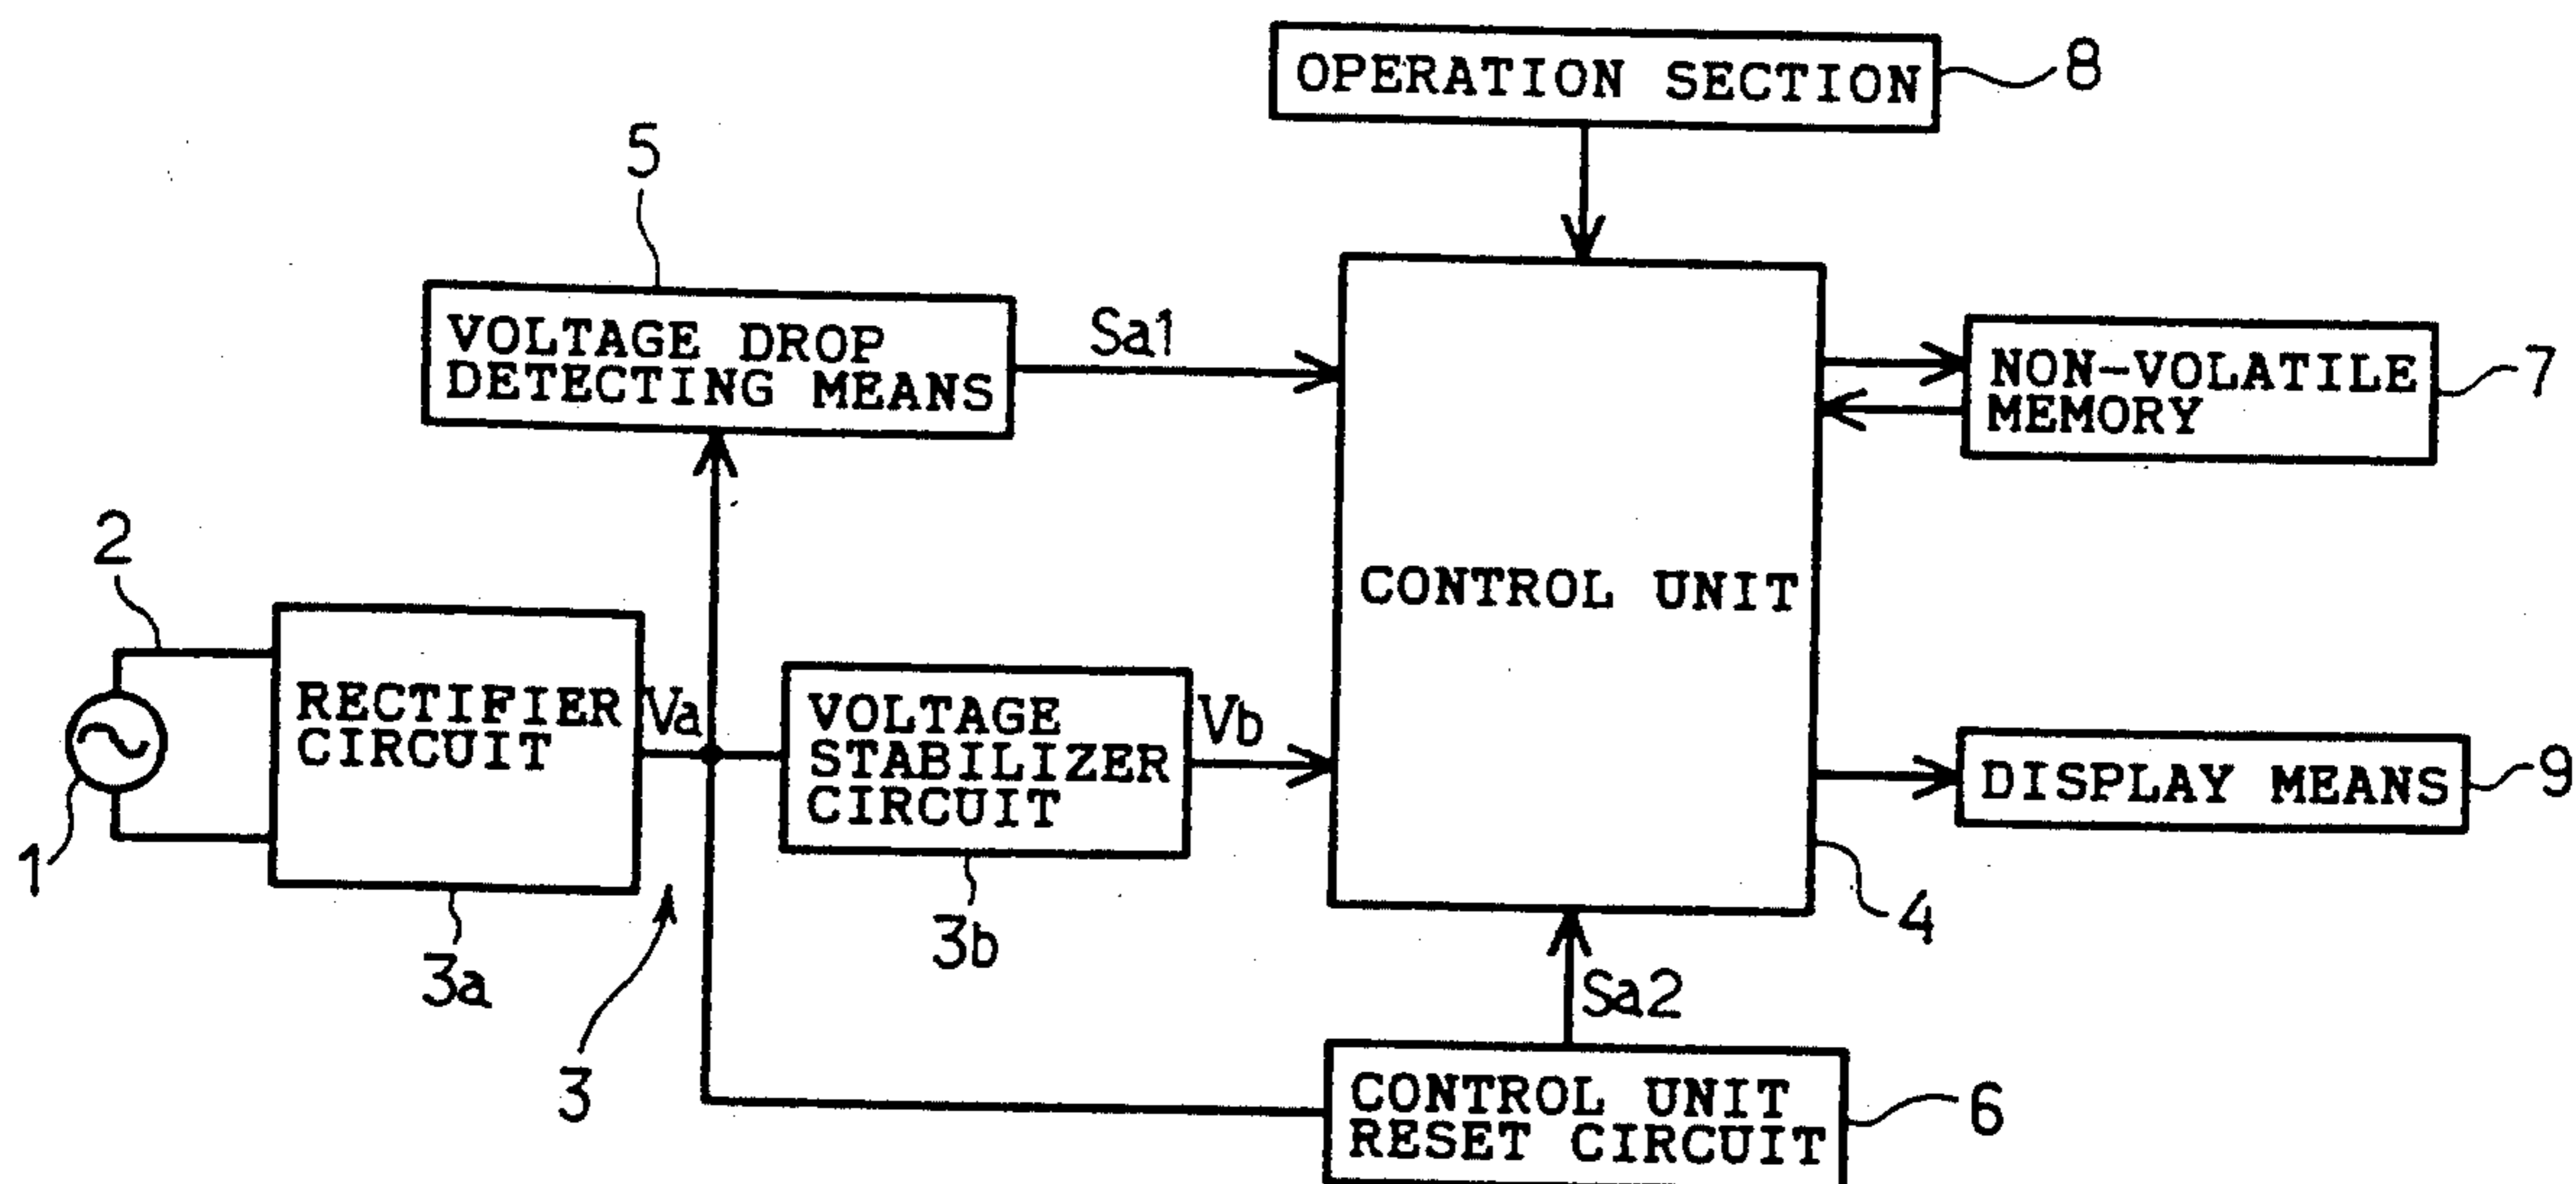 OPERATION SECTION
8
5
VOLTAGE DROP
DETECTING MEANS
Sa1
NON-VOLATILE
MEMORY
7
2
CONTROL UNIT
RECTIFIER
CIRCUIT
Va
VOLTAGE
STABILIZER
CIRCUIT
Vb
DISPLAY MEANS
9
1
3a
3b
4
3
Sa2
CONTROL UNIT
RESET CIRCUIT
6